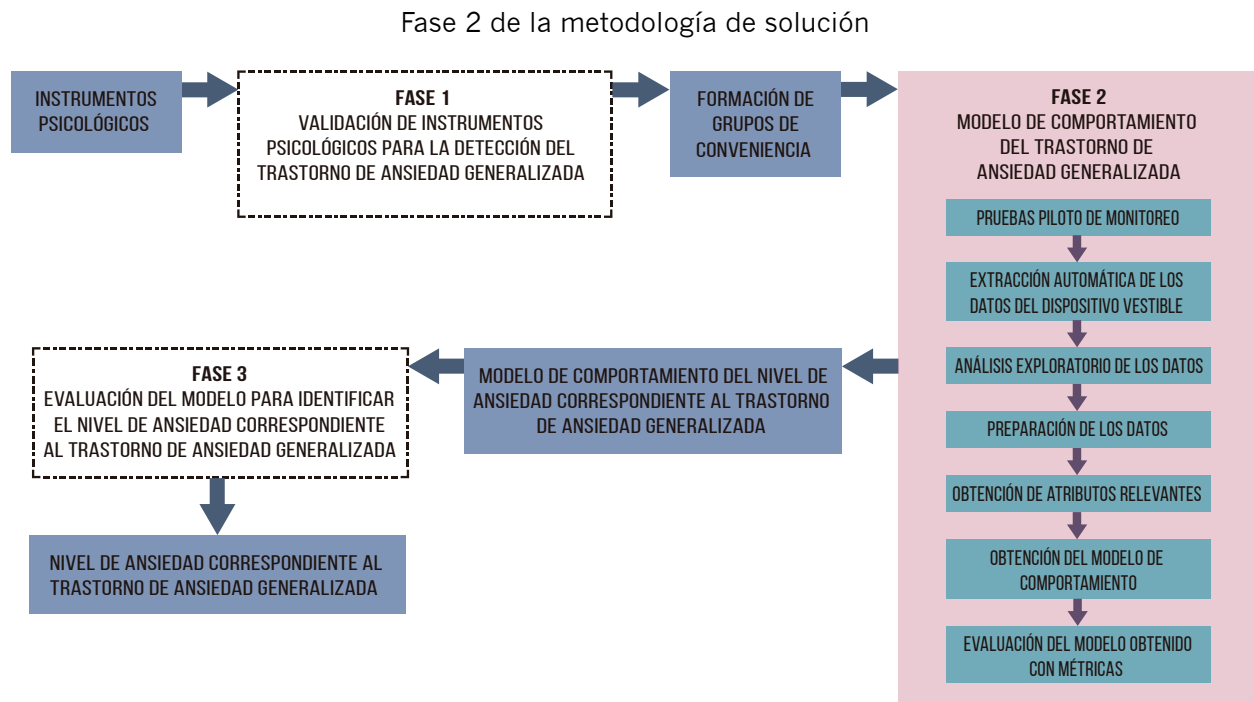 Fase 2 de la metodología de solución
INSTRUMENTOS
PSICOLÓGICOS
FASE 1
VALIDACIÓN DE INSTRUMENTOS
PSICOLÓGICOS PARA LA DETECCIÓN DEL
TRASTORNO DE ANSIEDAD GENERALIZADA
FORMACIÓN DE
GRUPOS DE
CONVENIENCIA
FASE 2
MODELO DE COMPORTAMIENTO
DEL TRASTORNO DE
ANSIEDAD GENERALIZADA
PRUEBAS PILOTO DE MONITOREO
EXTRACCIÓN AUTOMÁTICA DE LOS
DATOS DEL DISPOSITIVO VESTIBLE
ANÁLISIS EXPLORATORIO DE LOS DATOS
PREPARACIÓN DE LOS DATOS
OBTENCIÓN DE ATRIBUTOS RELEVANTES
OBTENCIÓN DEL MODELO DE
COMPORTAMIENTO
EVALUACIÓN DEL MODELO OBTENIDO
CON MÉTRICAS
MODELO DE COMPORTAMIENTO DEL NIVEL DE
ANSIEDAD CORRESPONDIENTE AL TRASTORNO
DE ANSIEDAD GENERALIZADA
FASE 3
EVALUACIÓN DEL MODELO PARA IDENTIFICAR
EL NIVEL DE ANSIEDAD CORRESPONDIENTE
AL TRASTORNO DE ANSIEDAD GENERALIZADA
NIVEL DE ANSIEDAD CORRESPONDIENTE AL
TRASTORNO DE ANSIEDAD GENERALIZADA